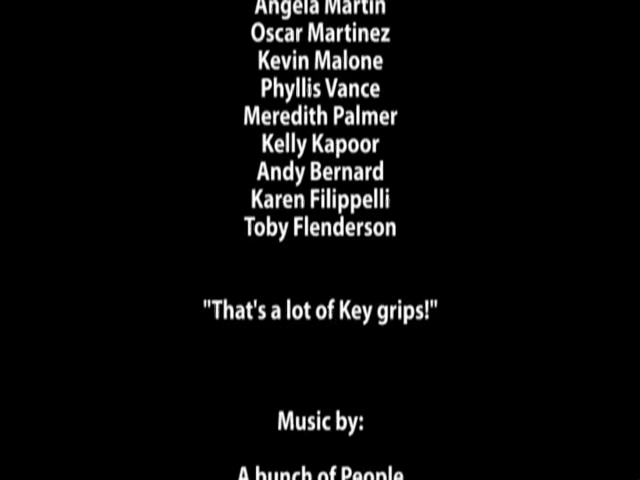 Angela Martin
Oscar Martinez
Kevin Malone
Phyllis Vance
Meredith Palmer
Kelly Kapoor
Andy Bernard
Karen Filippelli
Toby Flenderson
"That's a lot of Key grips!"
Music by:
A bunch of People